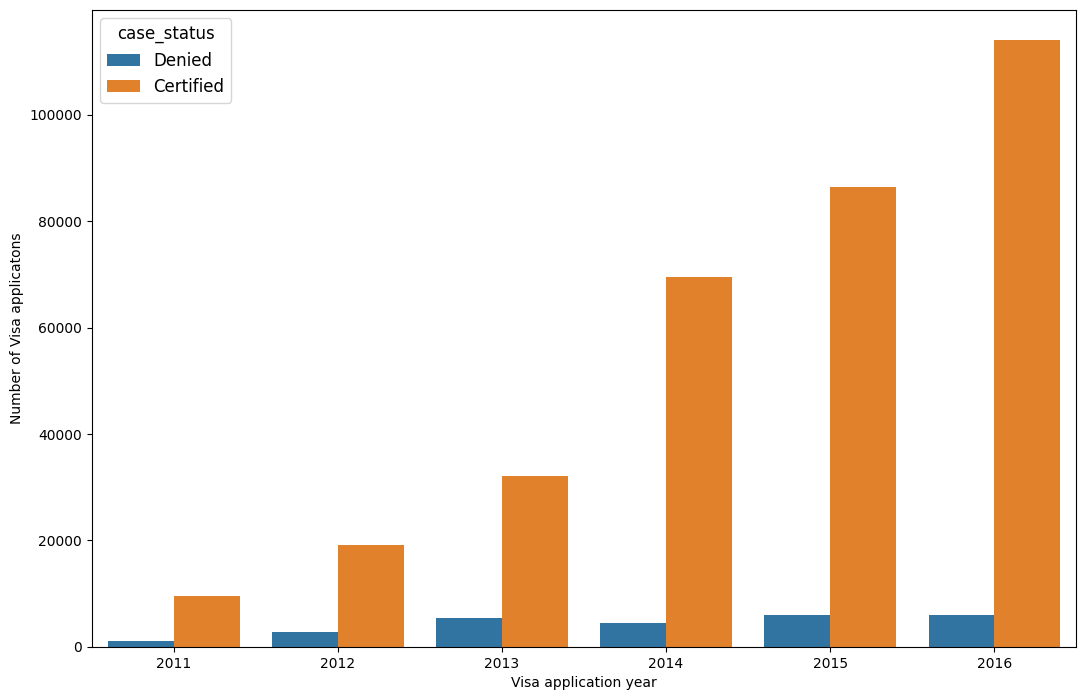 case_status
Denied
Certified
100000
80000
60000
40000
20000
0
Number of Visa applicatons
2011 2012 2013 2014 2015 2016
Visa application year